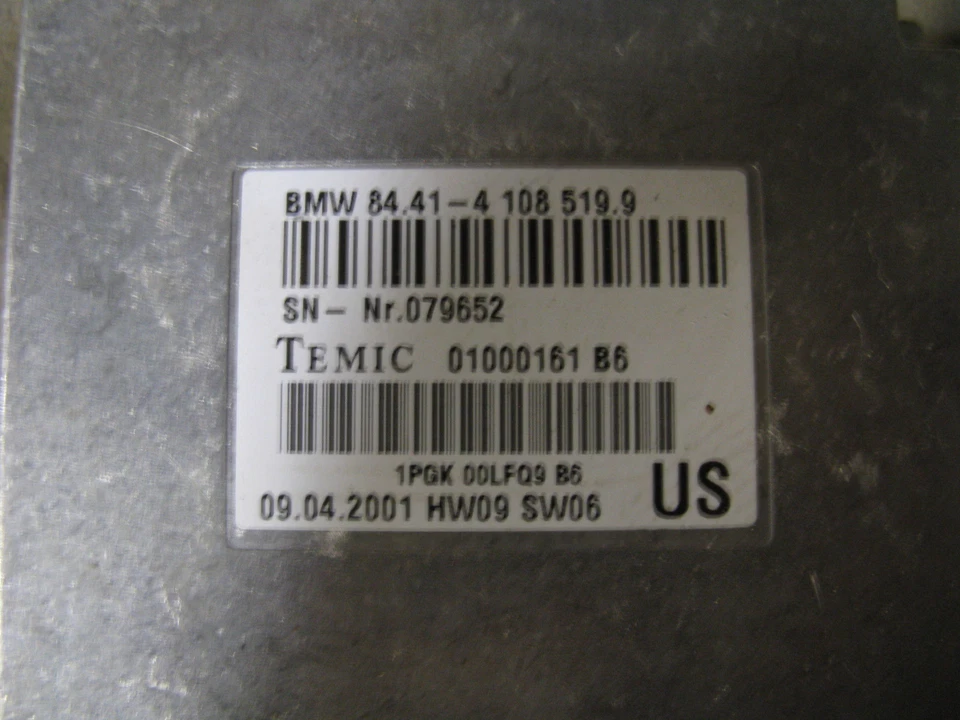 BMW 84.41-4 108 519.9
SN- Nr.079652
TEMIC 01000161 B6
1PGK 00LFQ9 B6
09.04.2001 HW09 SW06 US